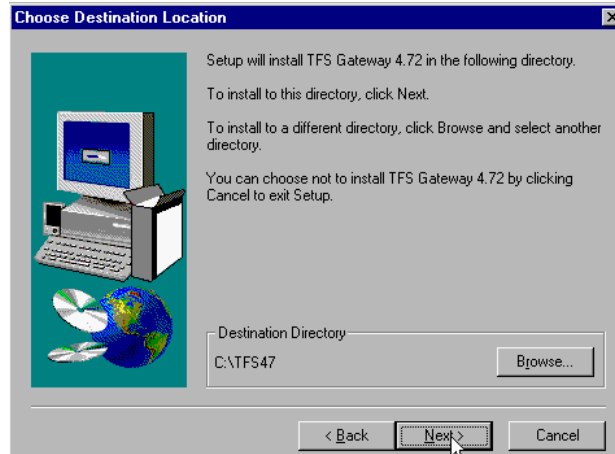 Choose Destination Location
Setup will install TFS Gateway 4.72 in the following directory.
To install to this directory, click Next.
To install to a different directory, click Browse and select another
directory.
You can choose not to install TFS Gateway 4.72 by clicking
Cancel to exit Setup.
Destination Directory
C:\TFS47
Browse...
< Back
Next >
Cancel